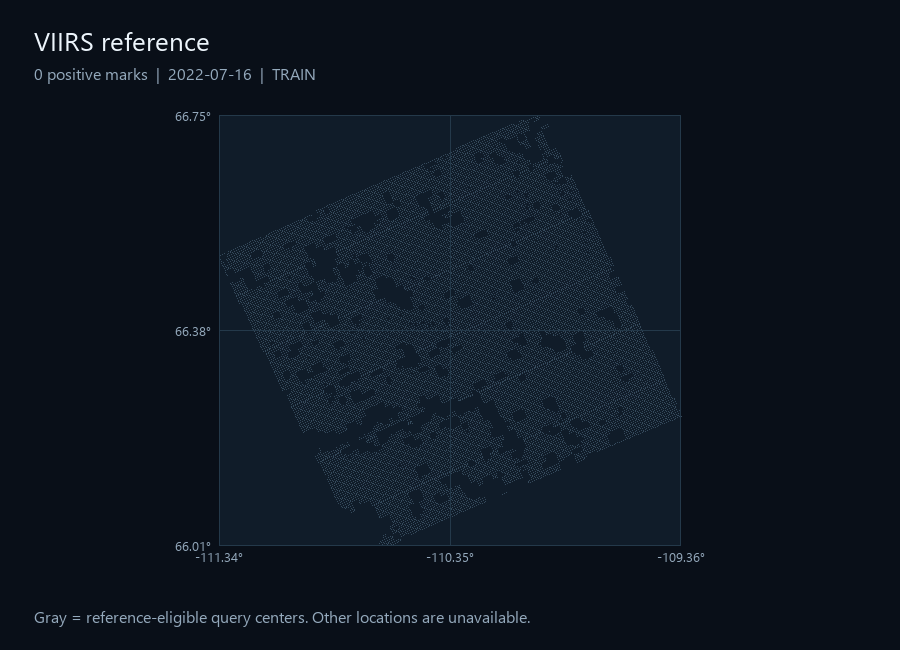 VIIRS reference
0 positive marks | 2022-07-16 | TRAIN
66.75°
66.38°
66.01°
-111.34°
-110.35°
-109.36°
Gray = reference-eligible query centers. Other locations are unavailable.